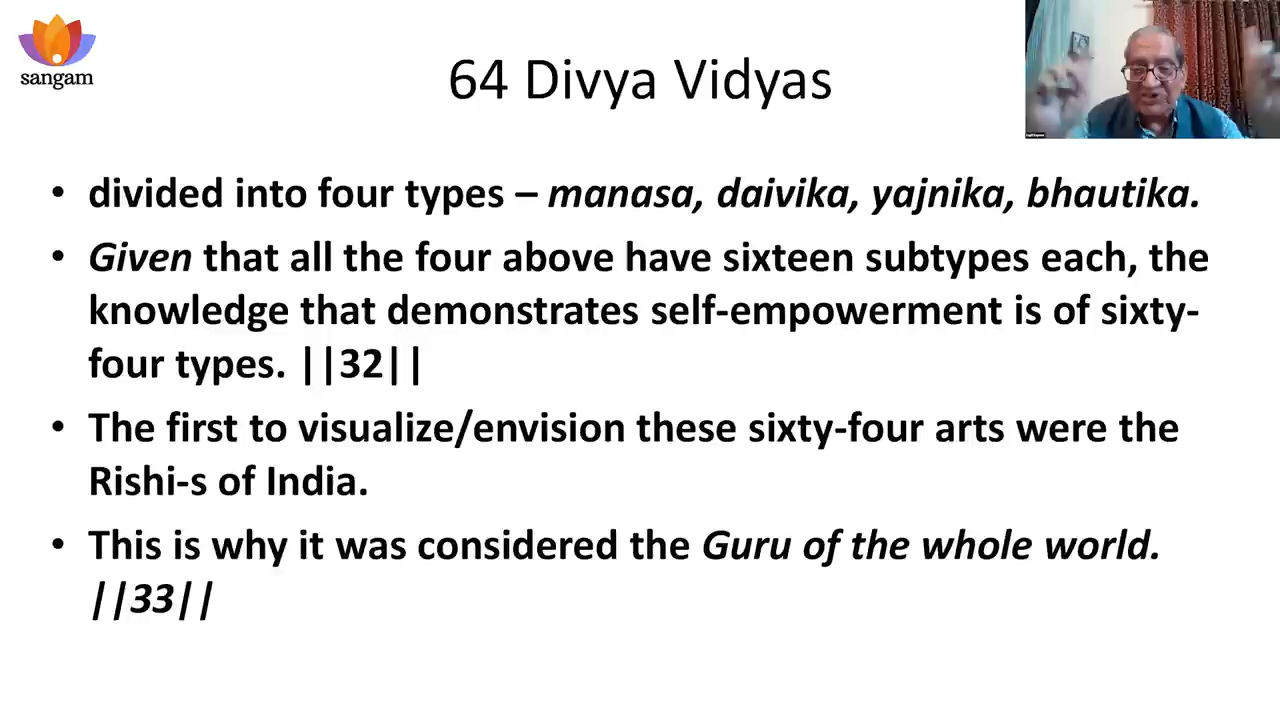 sangam
64 Divya Vidyas
• divided into four types – manasa, daivika, yajnika, bhautika.
• Given that all the four above have sixteen subtypes each, the
knowledge that demonstrates self-empowerment is of sixty-
four types. ||32||
• The first to visualize/envision these sixty-four arts were the
Rishi-s of India.
• This is why it was considered the Guru of the whole world.
||33||